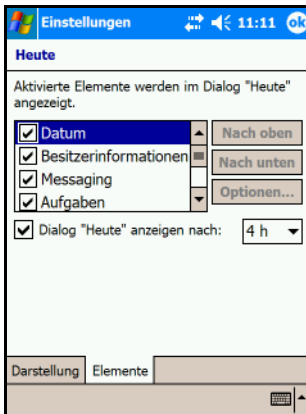 Einstellungen 11:11 ok
Heute
Aktivierte Elemente werden im Dialog "Heute"
angezeigt.
Datum
Besitzerinformationen
Messaging
Aufgaben
Nach oben
Nach unten
Optionen...
Dialog "Heute" anzeigen nach: 4 h
Darstellung Elemente